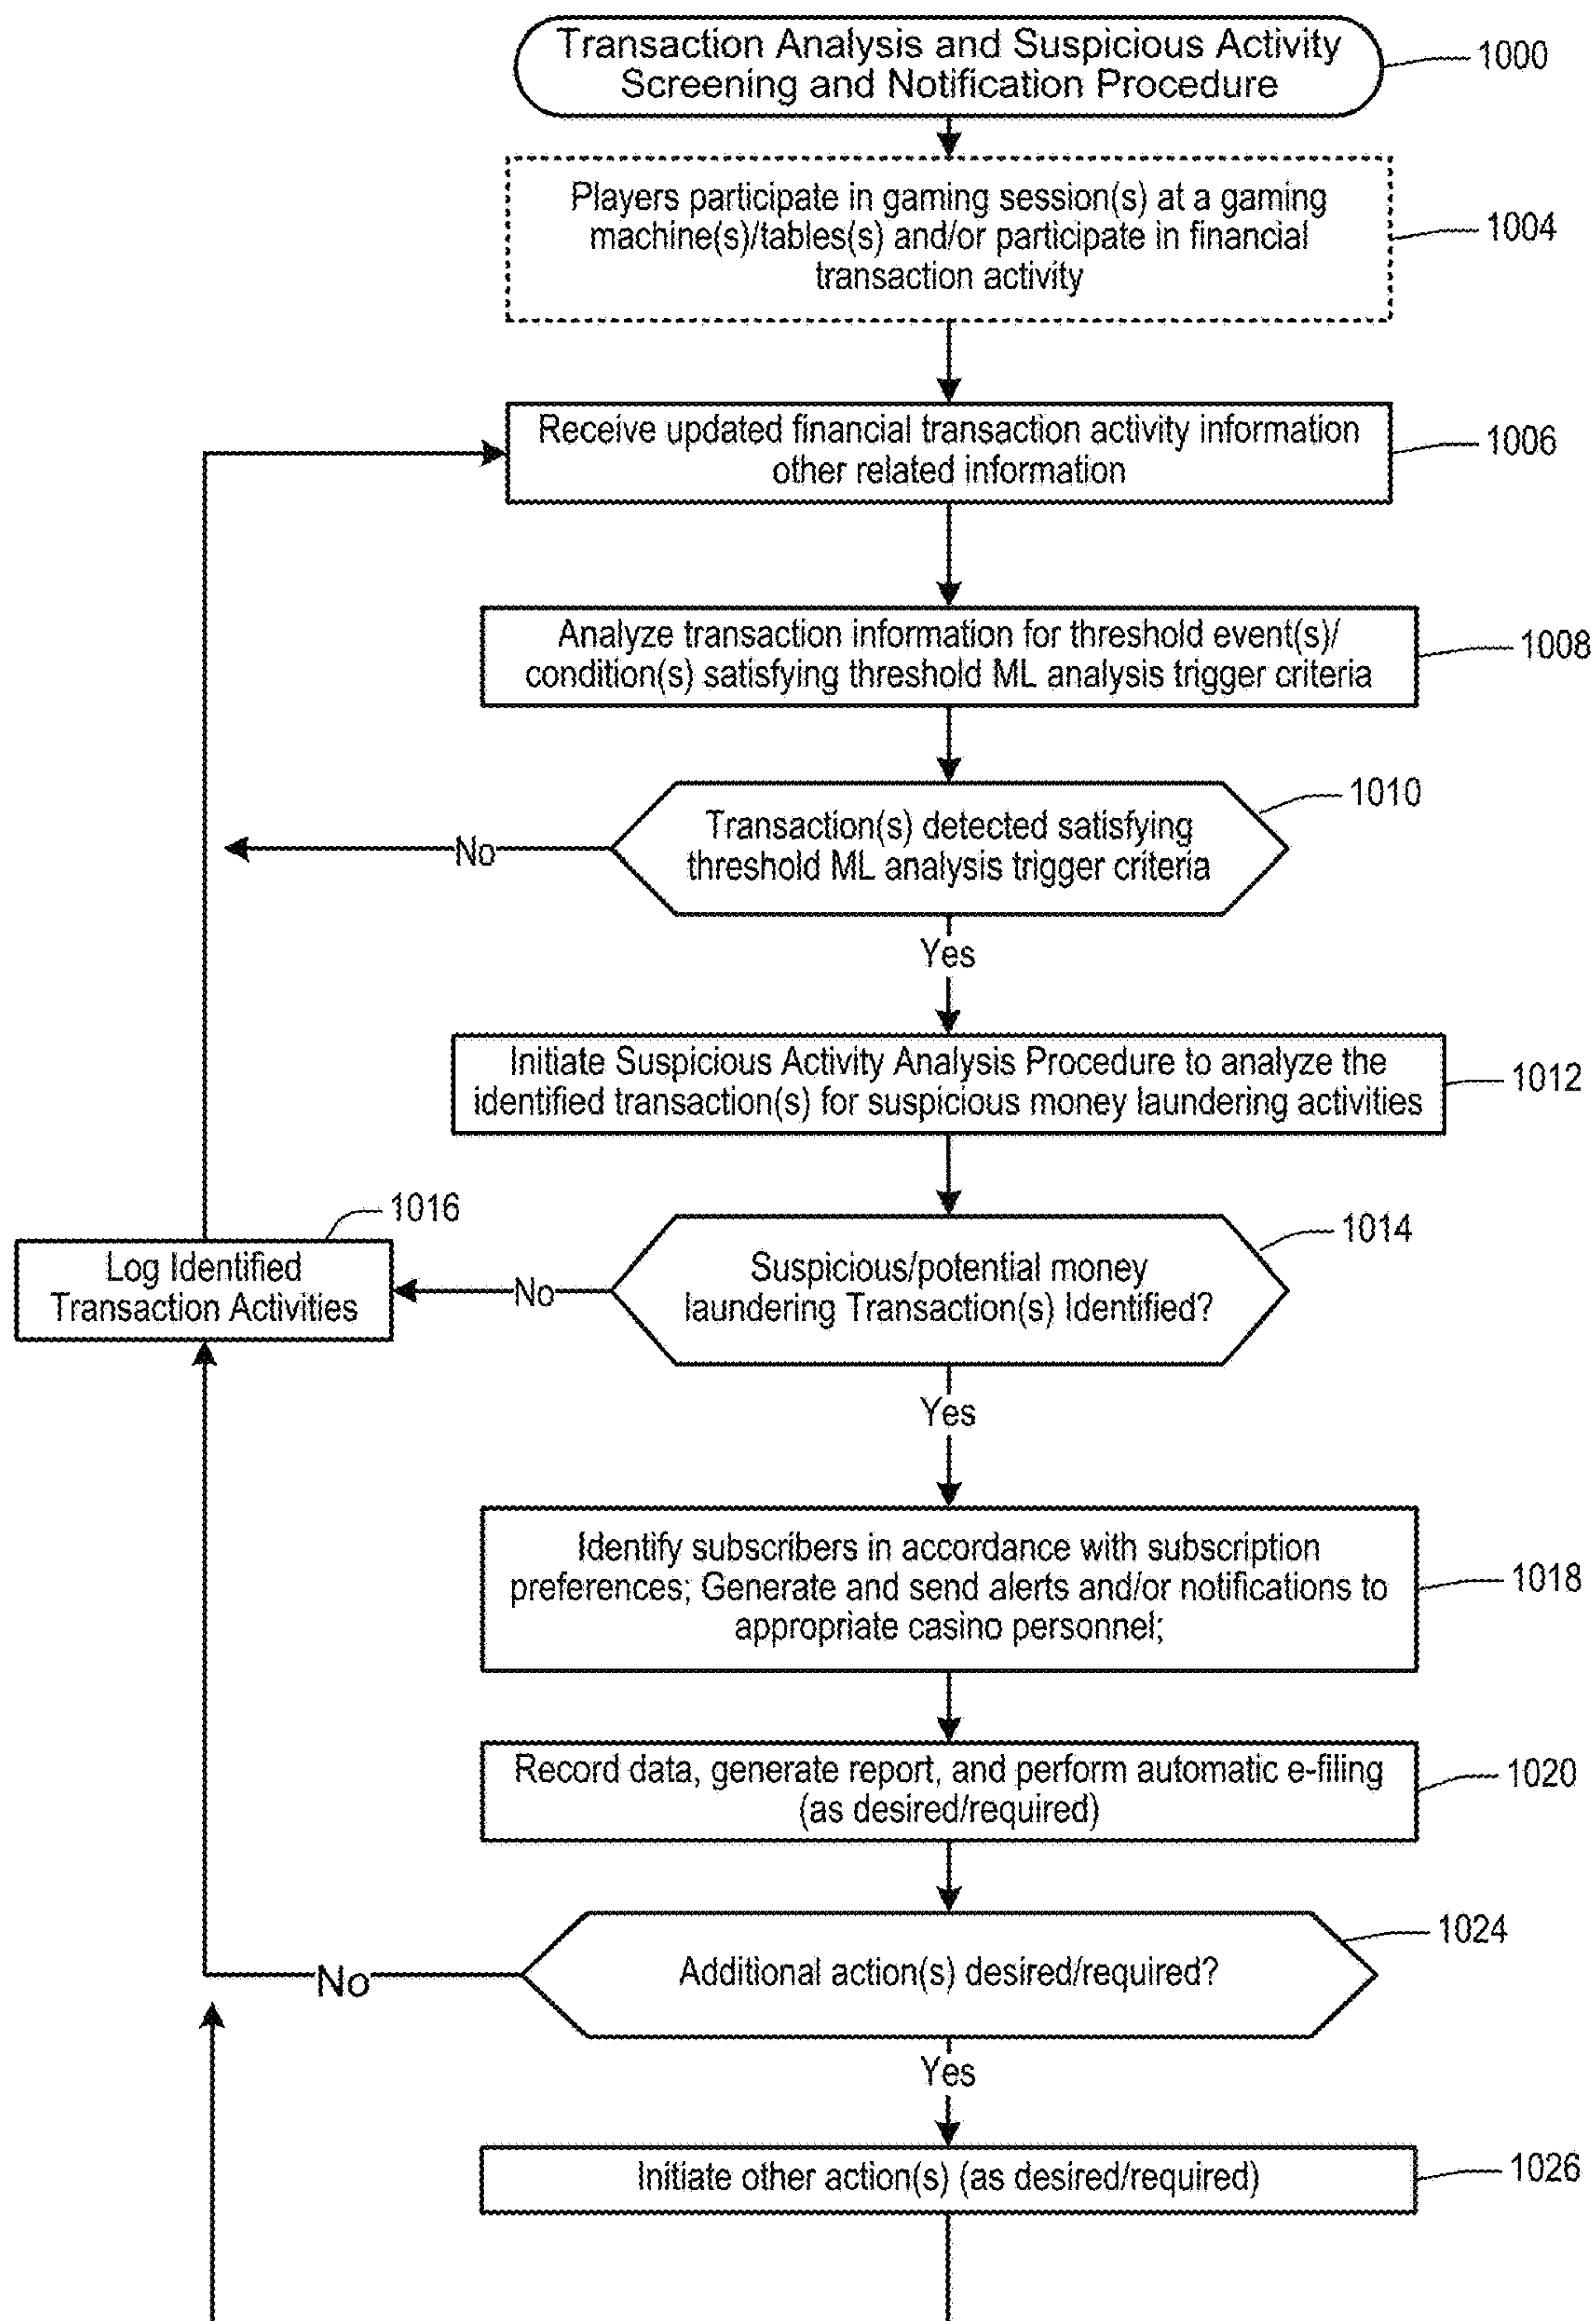 Transaction Analysis and Suspicious Activity
Screening and Notification Procedure
1000
Players participate in gaming session(s) at a gaming
machine(s)/tables(s) and/or participate in financial
transaction activity
1004
Receive updated financial transaction activity information
other related information
1006
Analyze transaction information for threshold event(s)/
condition(s) satisfying threshold ML analysis trigger criteria
1008
Transaction(s) detected satisfying
threshold ML analysis trigger criteria
1010
No
Yes
Initiate Suspicious Activity Analysis Procedure to analyze the
identified transaction(s) for suspicious money laundering activities
1012
Suspicious/potential money
laundering Transaction(s) Identified?
1014
No
Log Identified
Transaction Activities
1016
Yes
Identify subscribers in accordance with subscription
preferences; Generate and send alerts and/or notifications to
appropriate casino personnel;
1018
Record data, generate report, and perform automatic e-filing
(as desired/required)
1020
Additional action(s) desired/required?
1024
No
Yes
Initiate other action(s) (as desired/required)
1026